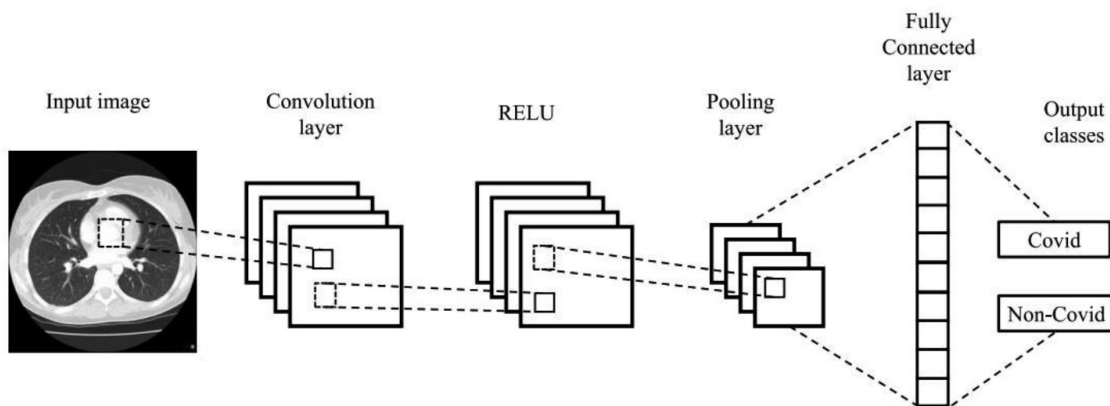 Input image
Convolution
layer
RELU
Pooling
layer
Fully
Connected
layer
Output
classes
Covid
Non-Covid